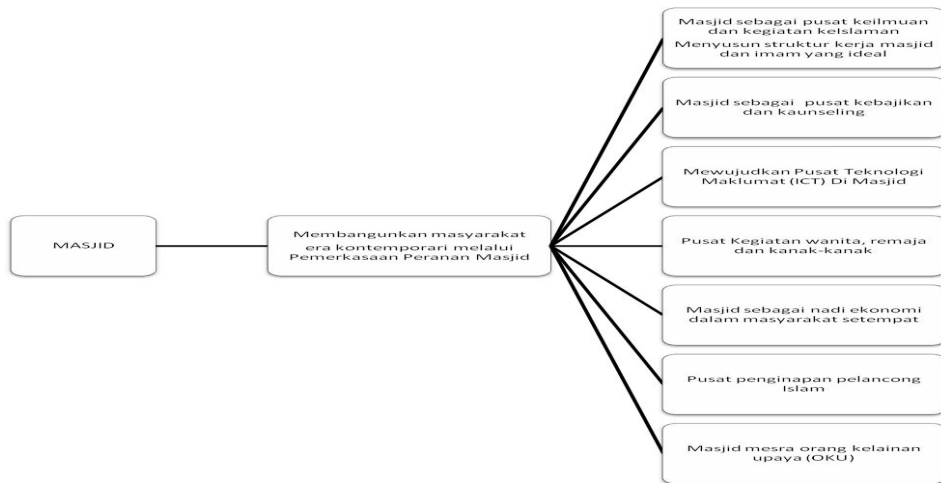 MASJID
Membangunkan masyarakat
era kontemporari melalui
Pemerkasaan Peranan Masjid
Masjid sebagai pusat keilmuan
dan kegiatan keIslaman
Menyusun struktur kerja masjid
dan imam yang ideal
Masjid sebagai pusat kebajikan
dan kaunseling
Mewujudkan Pusat Teknologi
Maklumat (ICT) Di Masjid
Pusat Kegiatan wanita, remaja
dan kanak-kanak
Masjid sebagai nadi ekonomi
dalam masyarakat setempat
Pusat penginapan pelancong
Islam
Masjid mesra orang kelainan
upaya (OKU)